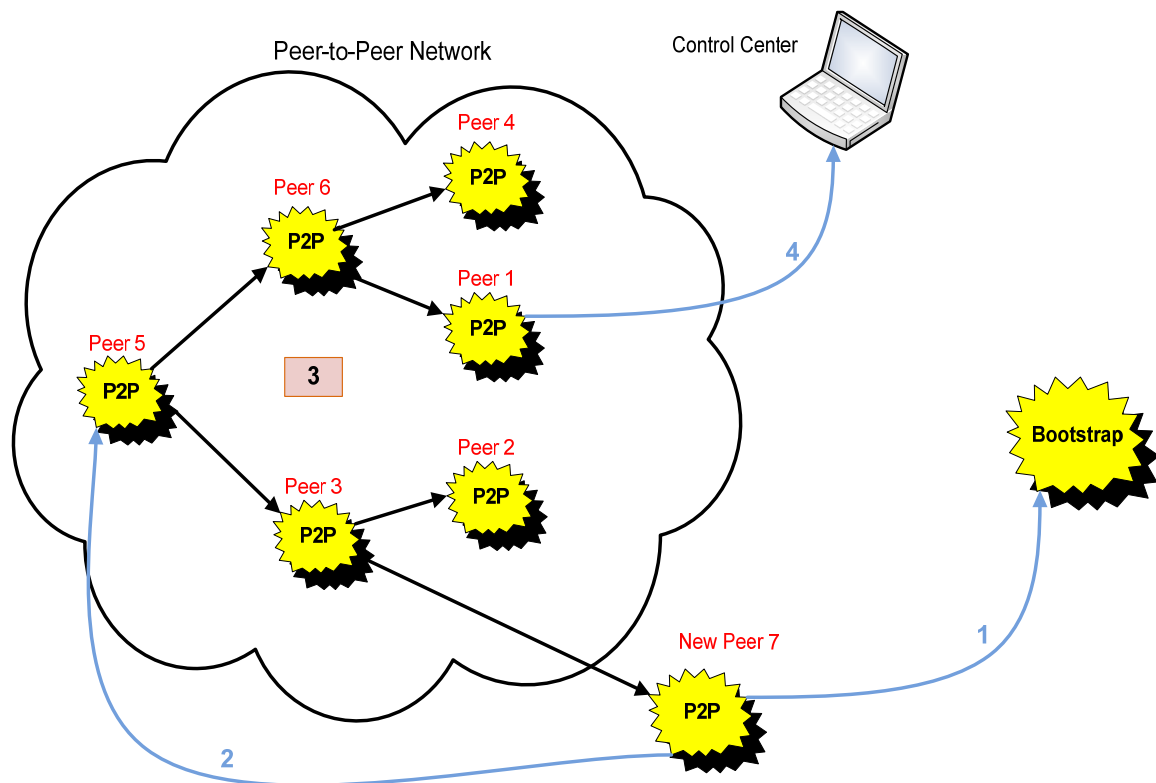 Control Center
Peer-to-Peer Network
Peer 4
P2P
Peer 6
P2P
4
Peer 1
P2P
Peer 5
P2P
3
Bootstrap
Peer 2
P2P
Peer 3
P2P
1
New Peer 7
P2P
2